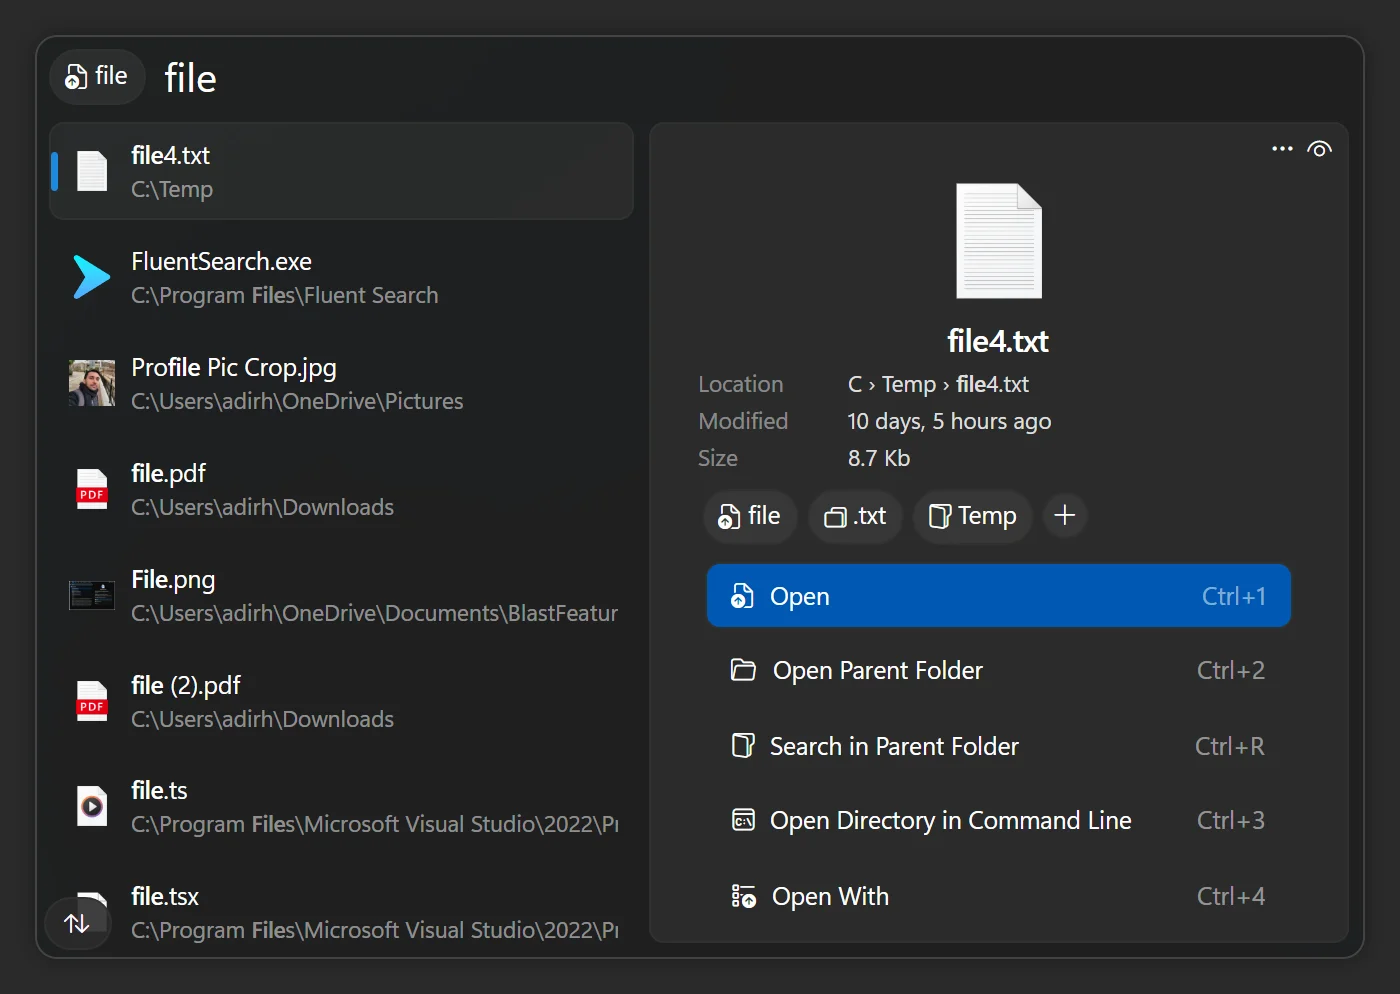 file file
file4.txt
C:\Temp
FluentSearch.exe
C:\Program Files\Fluent Search
Profile Pic Crop.jpg
C:\Users\adirh\OneDrive\Pictures
file.pdf
PDF
C:\Users\adirh\Downloads
File.png
C:\Users\adirh\OneDrive\Documents\BlastFeatur
file (2).pdf
PDF
C:\Users\adirh\Downloads
file.ts
C:\Program Files\Microsoft Visual Studio\2022\Pr
file.tsx
C:\Program Files\Microsoft Visual Studio\2022\Pr
file4.txt
Location C › Temp › file4.txt
Modified 10 days, 5 hours ago
Size 8.7 Kb
file .txt Temp +
Open Ctrl+1
Open Parent Folder Ctrl+2
Search in Parent Folder Ctrl+R
Open Directory in Command Line Ctrl+3
Open With Ctrl+4